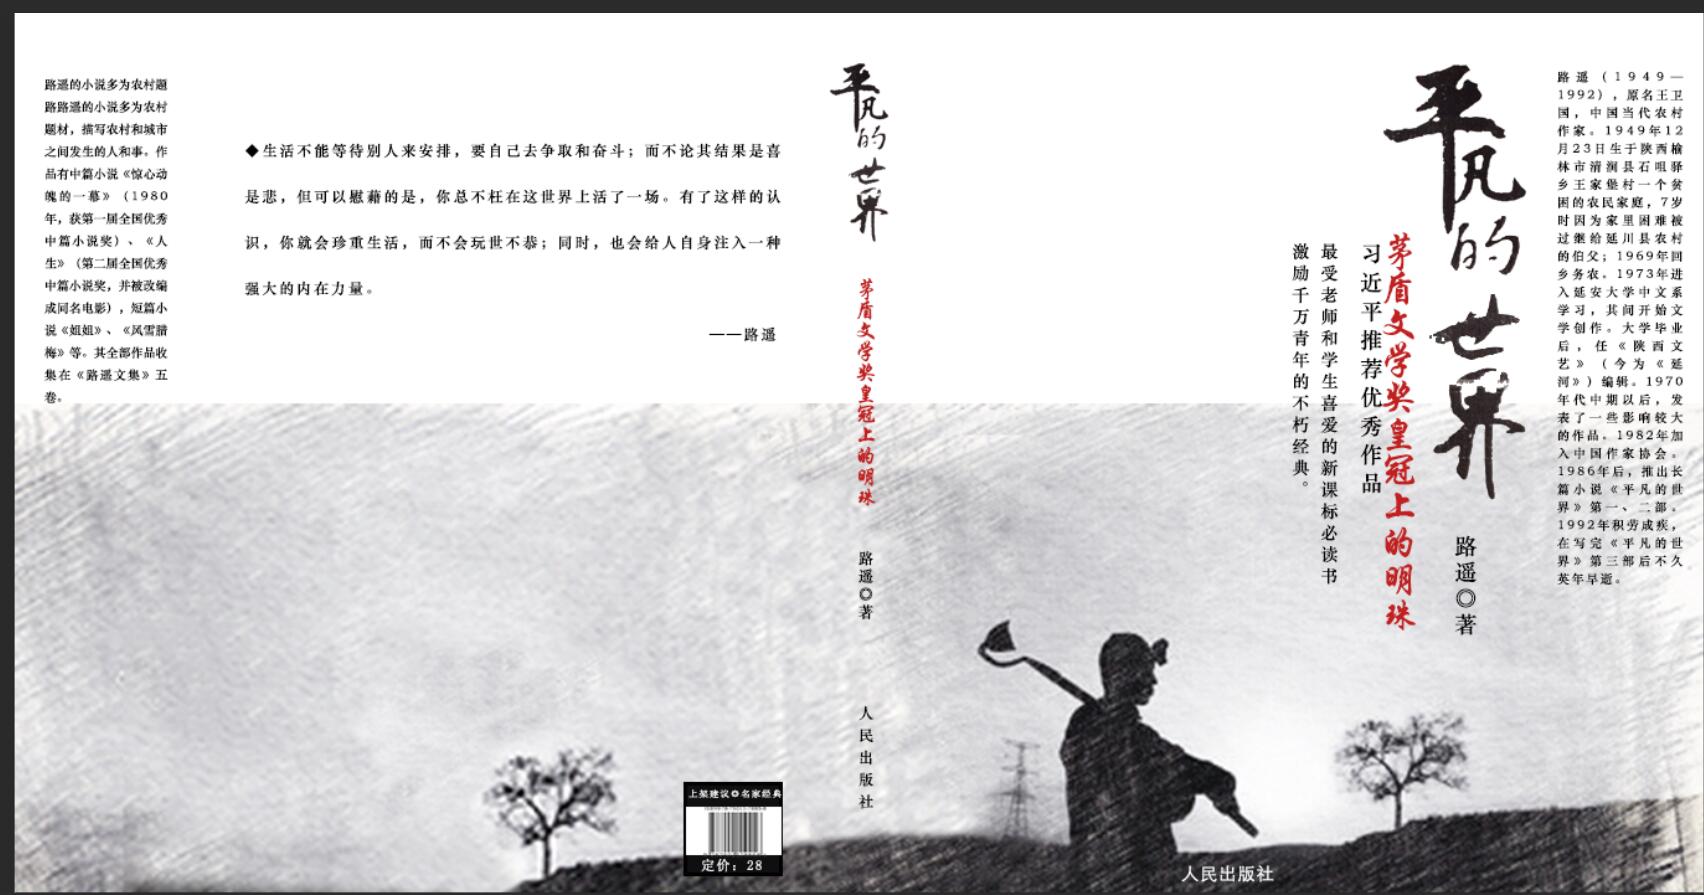 路遥的小说多为农村题
路路遥的小说多为农村
题材，描写农村和城市
之间发生的人和事。作
品有中篇小说《惊心动
魄的一幕》（1980
年，获第一届全国优秀
中篇小说奖）、《人
生》（第二届全国优秀
中篇小说奖，并被改编
成同名电影），短篇小
说《姐姐》、《风雪腊
梅》等。其全部作品收
集在《路遥文集》五
卷。
◆生活不能等待别人来安排，要自己去争取和奋斗；而不论其结果是喜
是悲，但可以慰藉的是，你总不枉在这世界上活了一场。有了这样的认
识，你就会珍重生活，而不会玩世不恭；同时，也会给人自身注入一种
强大的内在力量。
——路遥
上架建议◎名家经典
定价：28
平凡的世界
茅盾文学奖皇冠上的明珠
路遥◎著
人民出版社
平凡的世界
茅盾文学奖皇冠上的明珠
习近平推荐优秀作品
最受老师和学生喜爱的新课标必读书
激励千万青年的不朽经典。
路遥◎著
人民出版社
路遥（1949—
1992），原名王卫
国，中国当代农村
作家。1949年12
月23日生于陕西榆
林市清涧县石咀驿
乡王家堡村一个贫
困的农民家庭，7岁
时因为家里困难被
过继给延川县农村
的伯父；1969年回
乡务农。1973年进
入延安大学中文系
学习，其间开始文
学创作。大学毕业
后，任《陕西文
艺》（今为《延
河》）编辑。1970
年代中期以后，发
表了一些影响较大
的作品。1982年加
入中国作家协会。
1986年后，推出长
篇小说《平凡的世
界》第一、二部。
1992年积劳成疾，
在写完《平凡的世
界》第三部后不久
英年早逝。